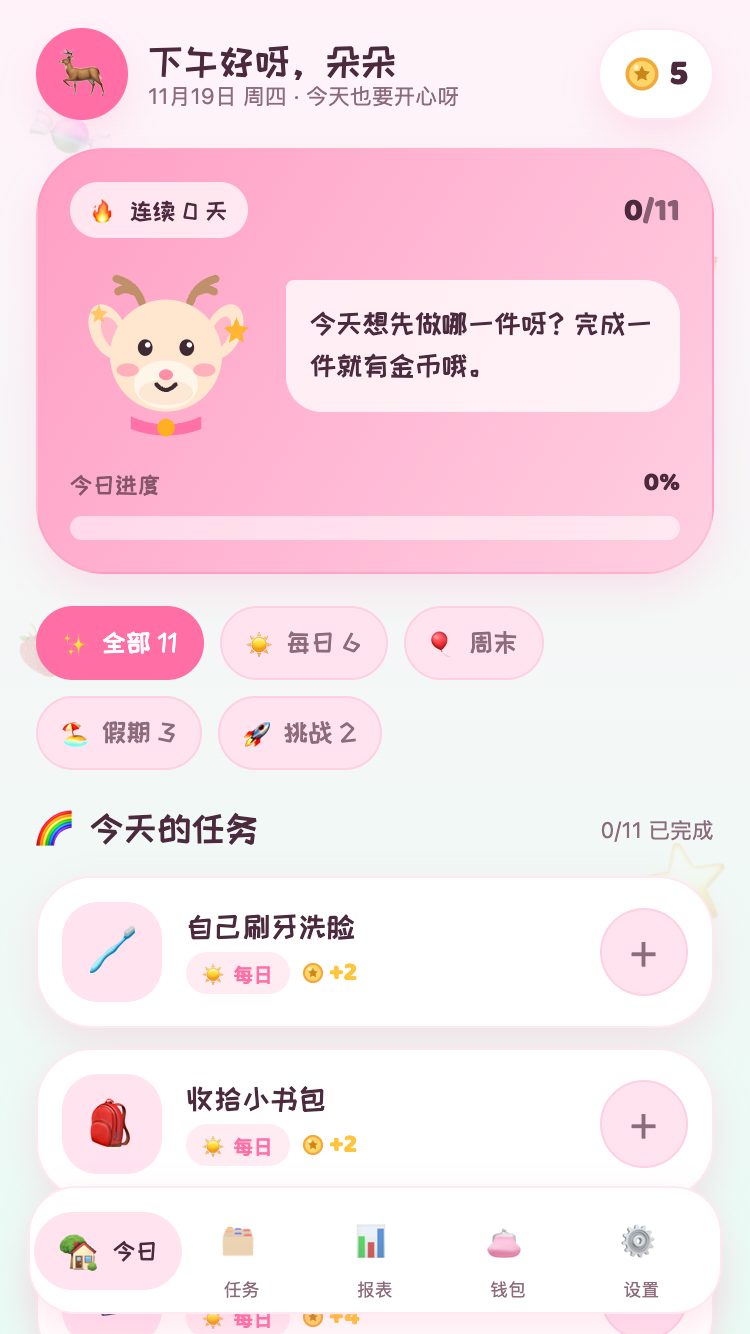 下午好呀，朵朵
11月19日 周四 · 今天也要开心呀
5
连续 0 天
0/11
今天想先做哪一件呀？完成一
件就有金币哦。
今日进度
0%
全部 11
每日 6
周末
假期 3
挑战 2
今天的任务
0/11 已完成
自己刷牙洗脸
每日
+2
收拾小书包
每日
+2
今日
任务
报表
钱包
设置
每日
+4